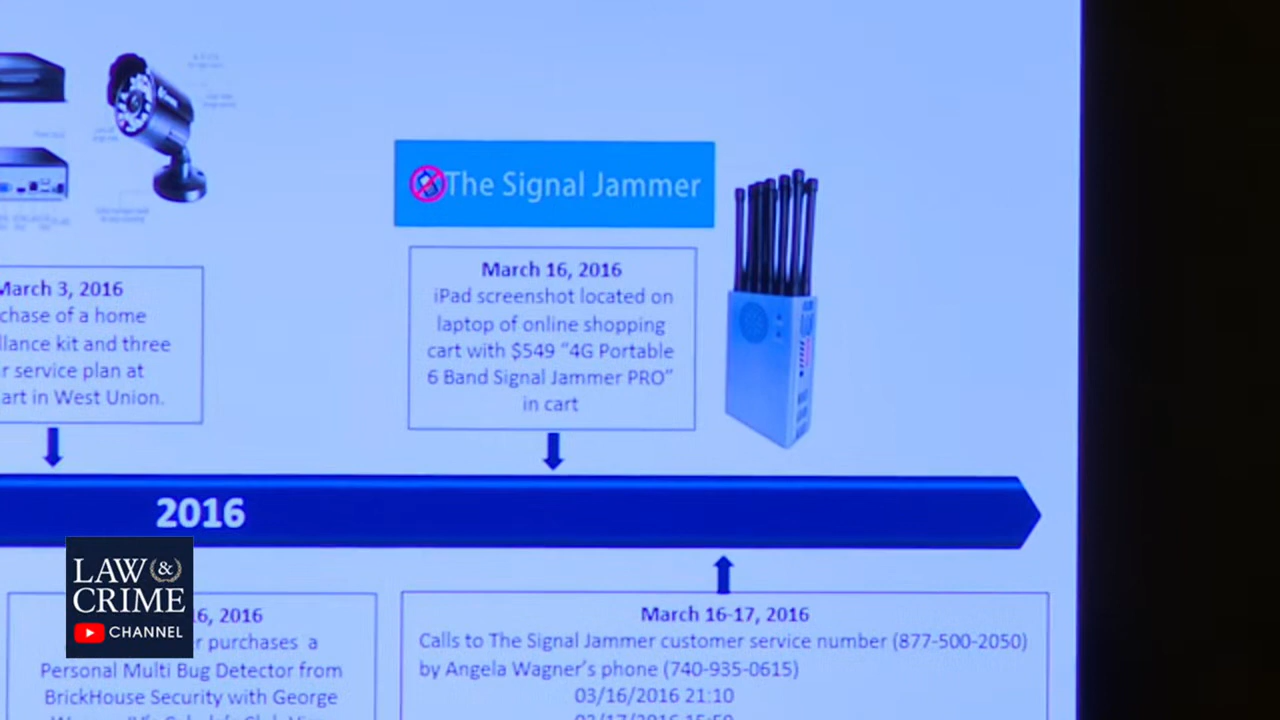 The Signal Jammer
March 16, 2016
iPad screenshot located on
laptop of online shopping
cart with $549 “4G Portable
6 Band Signal Jammer PRO”
in cart
March 3, 2016
chase of a home
llance kit and three
r service plan at
art in West Union.
2016
LAW &
CRIME
CHANNEL
6, 2016
r purchases a
Personal Multi Bug Detector from
BrickHouse Security with George
March 16-17, 2016
Calls to The Signal Jammer customer service number (877-500-2050)
by Angela Wagner’s phone (740-935-0615)
03/16/2016 21:10